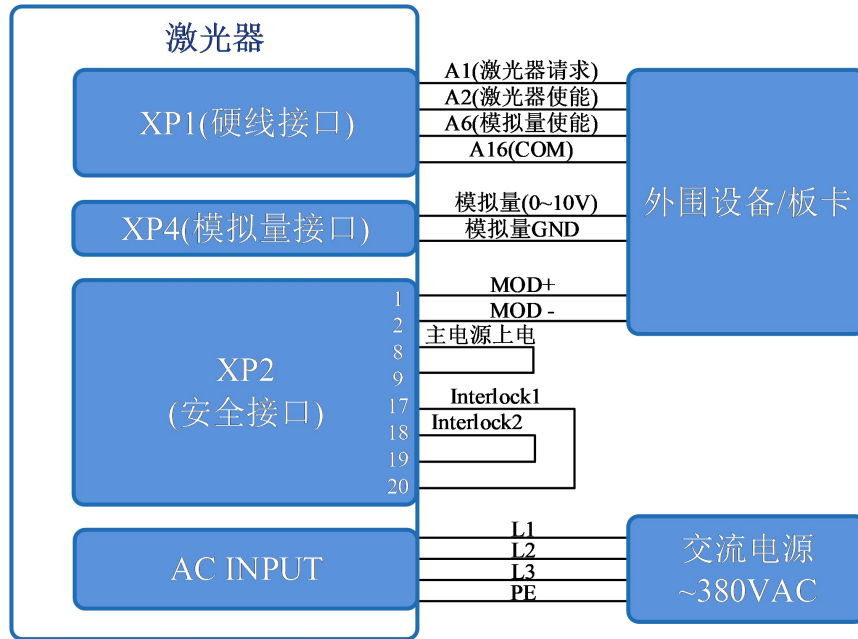 激光器
XP1(硬线接口)
A1(激光器请求)
A2(激光器使能)
A6(模拟量使能)
A16(COM)
外围设备/板卡
XP4(模拟量接口)
模拟量(0~10V)
模拟量GND
XP2
(安全接口)
1
2
8
9
17
18
19
20
MOD+
MOD -
主电源上电
Interlock1
Interlock2
AC INPUT
L1
L2
L3
PE
交流电源
~380VAC